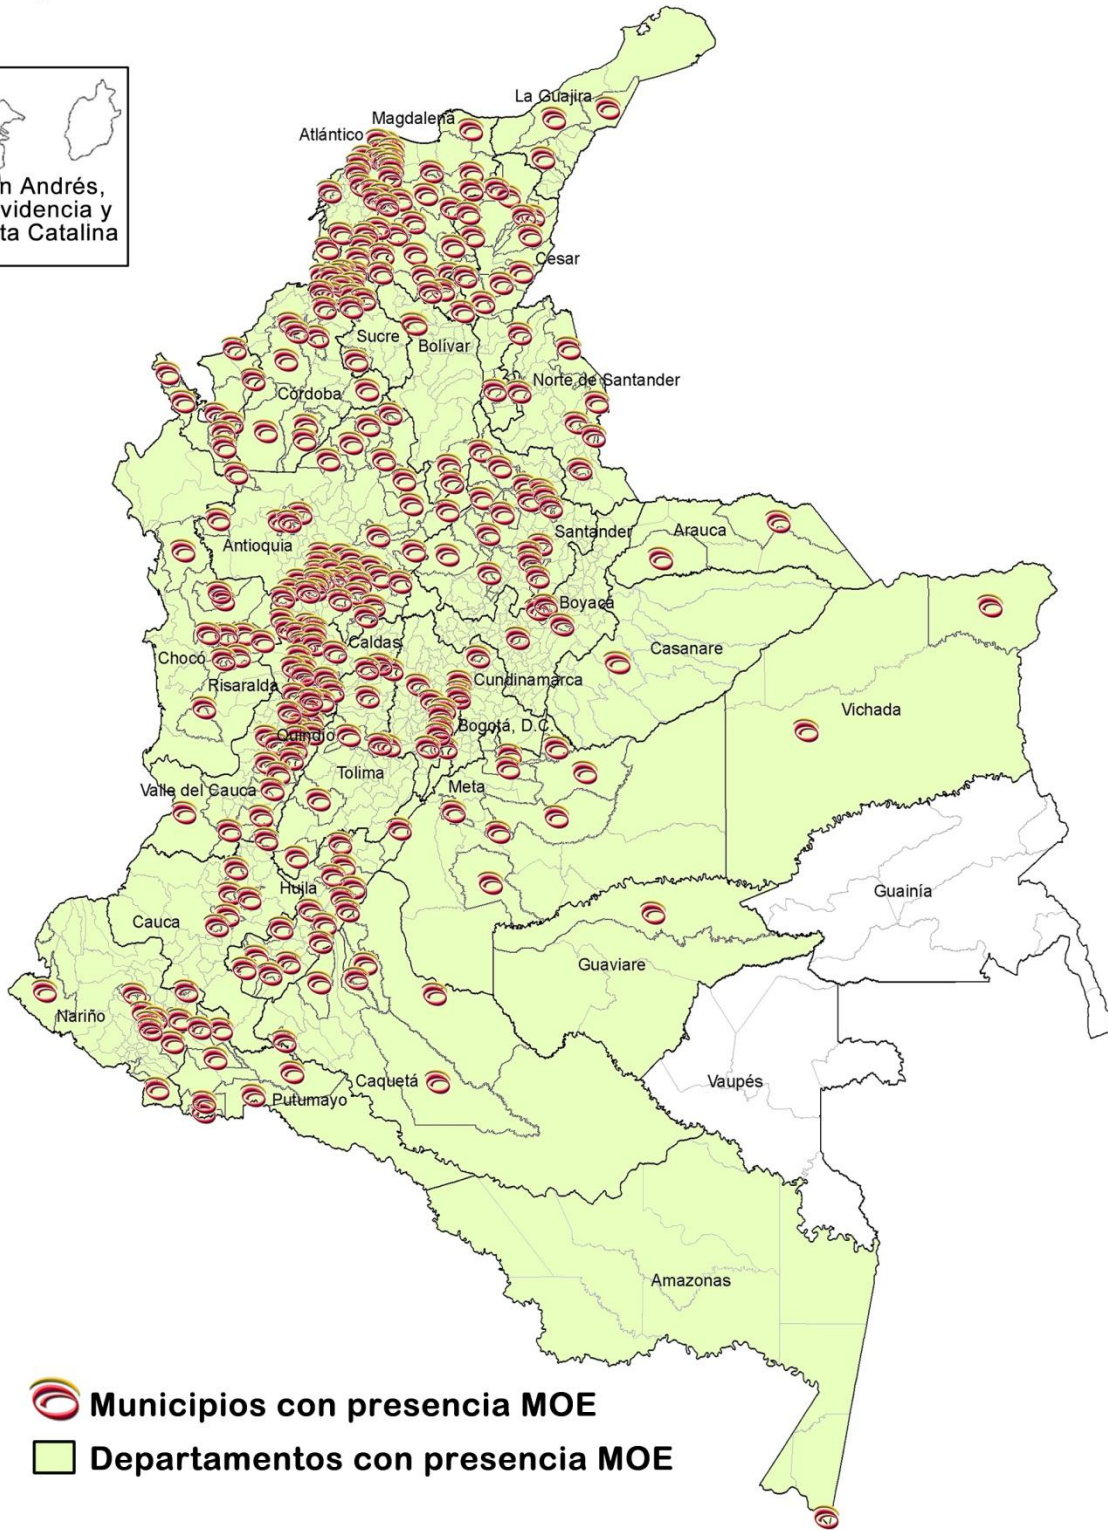 La Guajira
Magdalena
Atlántico
n Andrés,
videncia y
ta Catalina
Cesar
Sucre
Bolívar
Norte de Santander
Córdoba
Santander
Arauca
Antioquia
Boyacá
Caldas
Casanare
Chocó
Cundinamarca
Risaralda
Vichada
Bogotá, D.C.
Quindío
Tolima
Meta
Valle del Cauca
Huila
Guainía
Cauca
Guaviare
Nariño
Vaupés
Caquetá
Putumayo
Amazonas
Municipios con presencia MOE
Departamentos con presencia MOE